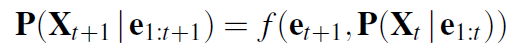 P(X_{t+1} | e_{1:t+1}) = f(e_{t+1}, P(X_t | e_{1:t}))